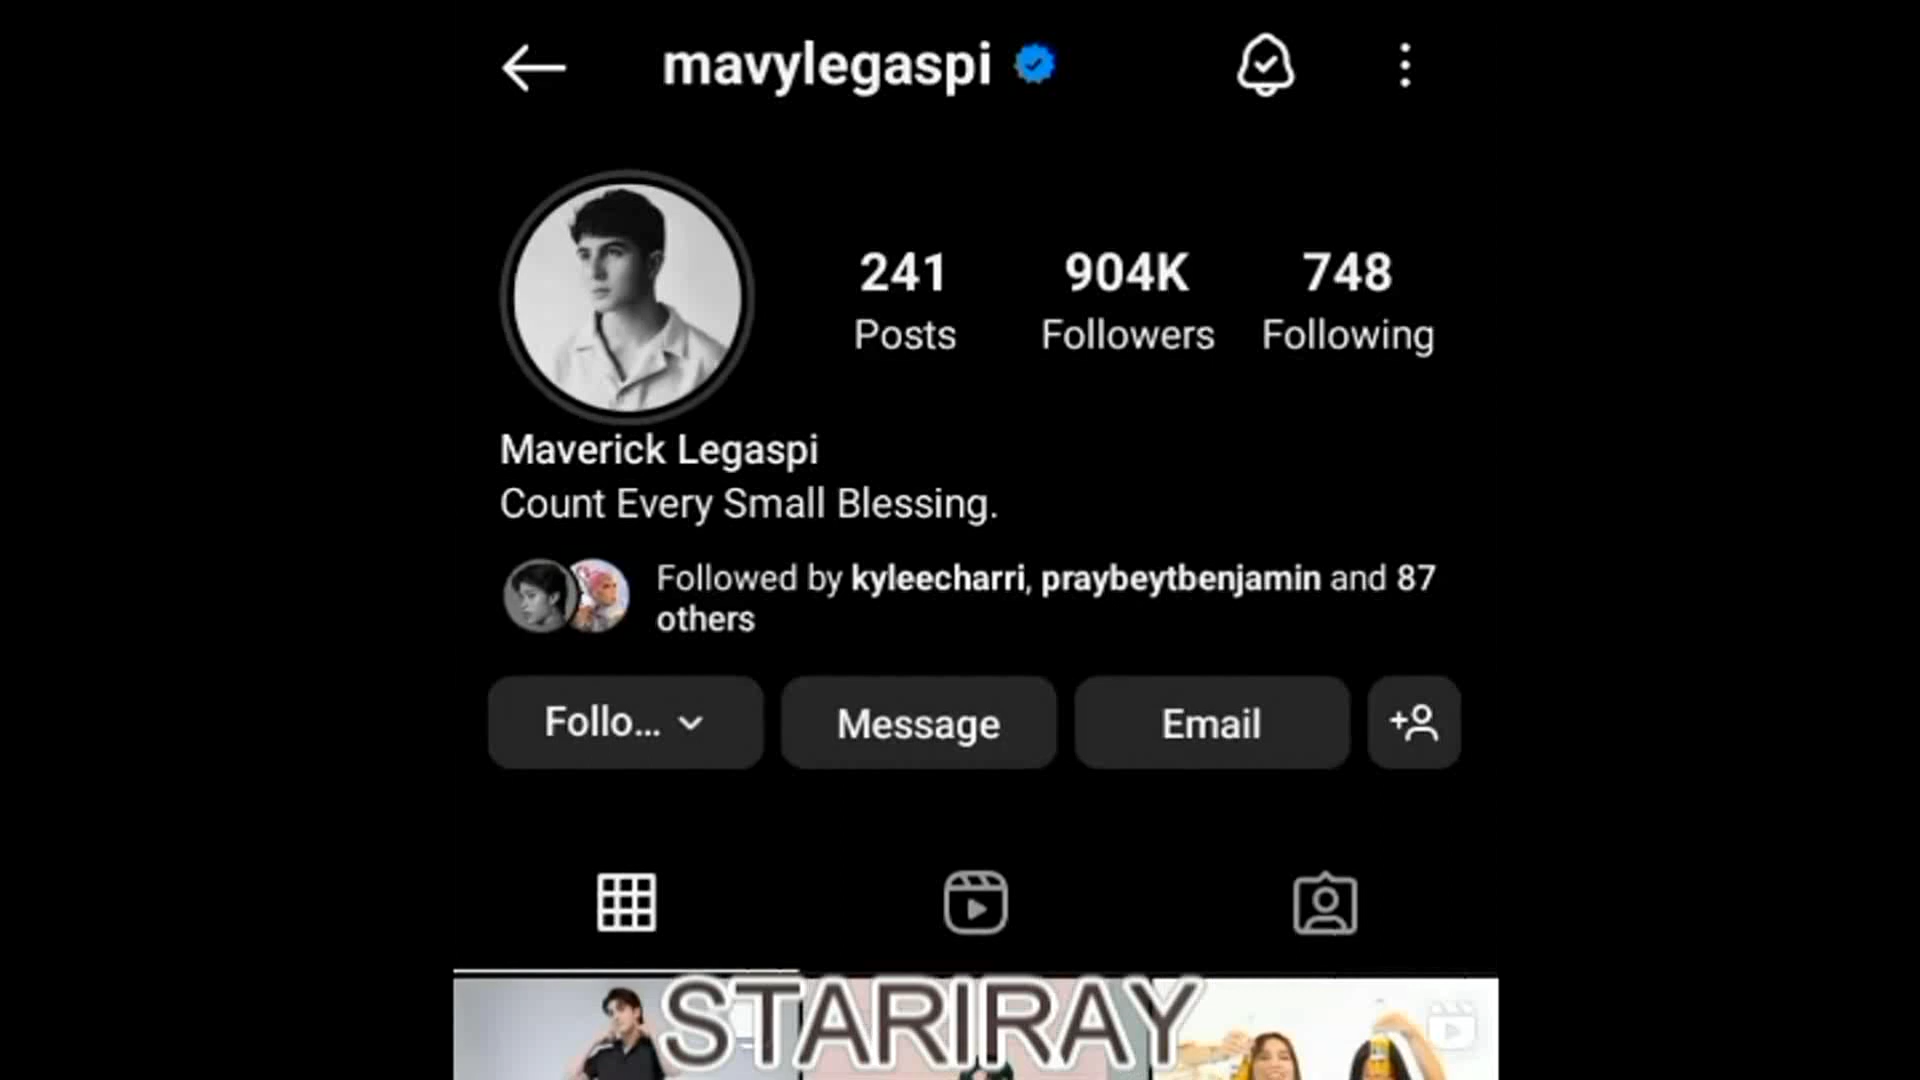 mavylegaspi
241 904K 748
Posts Followers Following
Maverick Legaspi
Count Every Small Blessing.
Followed by kyleecharri, praybeytbenjamin and 87
others
Follo... Message Email
STARIRAY